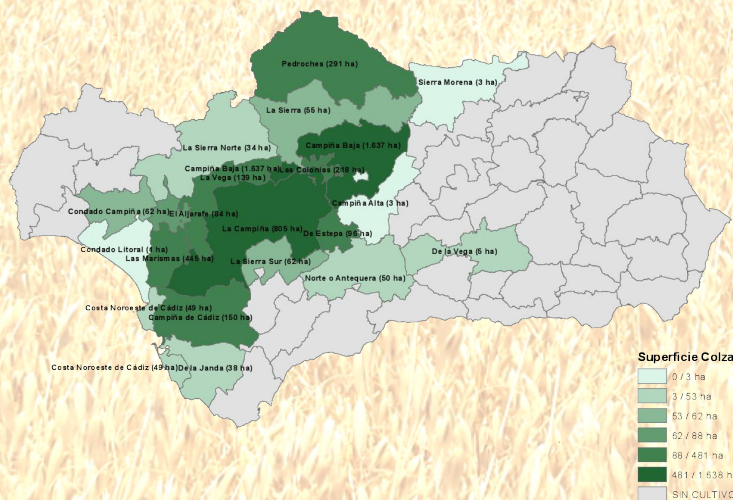 Pedroches (291 ha)
Sierra Morena (3 ha)
La Sierra (55 ha)
La Sierra Norte (34 ha)
Campiña Baja (1.637 ha)
Campiña Baja (1.637 ha)
Las Colonias (218 ha)
La Vega (139 ha)
Campiña Alta (3 ha)
Condado Campiña (62 ha)
El Aljarafe (84 ha)
La Campiña (805 ha)
De Estepa (95 ha)
Condado Litoral (4 ha)
Las Marismas (445 ha)
La Sierra Sur (62 ha)
De la Vega (5 ha)
Norte o Antequera (50 ha)
Costa Noroeste de Cádiz (49 ha)
Campiña de Cádiz (150 ha)
Costa Noroeste de Cádiz (49 ha)
De la Janda (38 ha)
Superficie Colza
0 / 3 ha
3 / 53 ha
53 / 62 ha
62 / 88 ha
88 / 481 ha
481 / 1.538 h
SIN CULTIVO